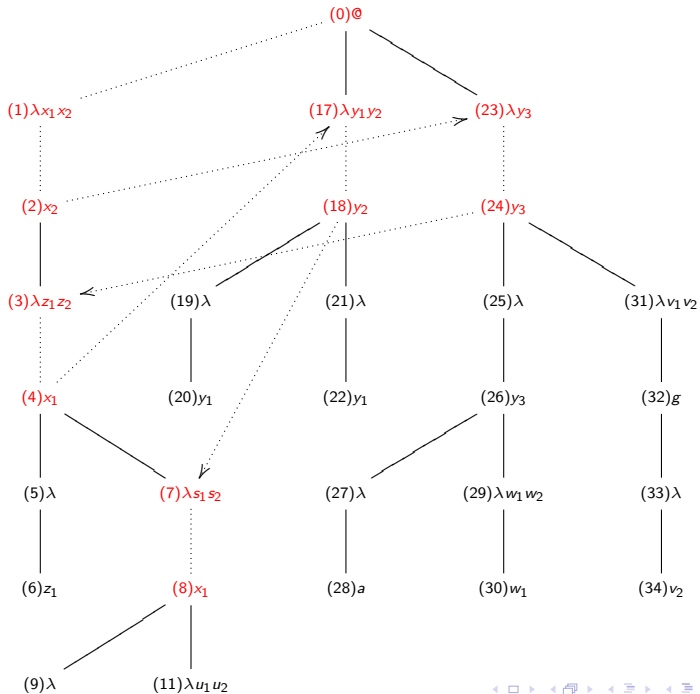 (0)@
(1)λx₁x₂ (17)λy₁y₂ (23)λy₃
(2)x₂ (18)y₂ (24)y₃
(3)λz₁z₂ (19)λ (21)λ (25)λ (31)λv₁v₂
(4)x₁ (20)y₁ (22)y₁ (26)y₃ (32)g
(5)λ (7)λs₁s₂ (27)λ (29)λw₁w₂ (33)λ
(6)z₁ (8)x₁ (28)a (30)w₁ (34)v₂
(9)λ (11)λu₁u₂